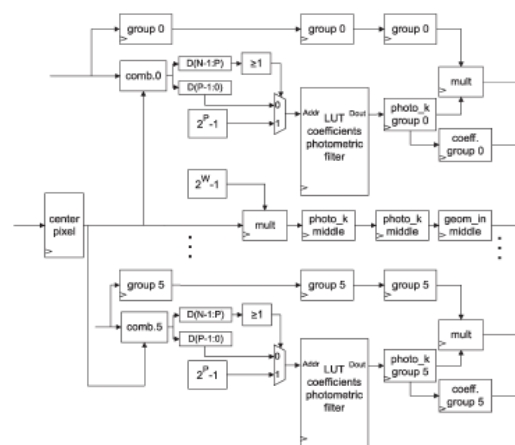 group 0 group 0 group 0
comb.0 D(N-1:P) ≥1
D(P-1:0)
mult
0
2^P-1 1
Addr Dout
LUT
coefficients
photometric
filter
photo_k
group 0
coeff.
group 0
2^W-1
center
pixel
mult
photo_k
middle
photo_k
middle
geom_in
middle
group 5 group 5 group 5
comb.5 D(N-1:P) ≥1
D(P-1:0)
mult
0
2^P-1 1
Addr Dout
LUT
coefficients
photometric
filter
photo_k
group 5
coeff.
group 5